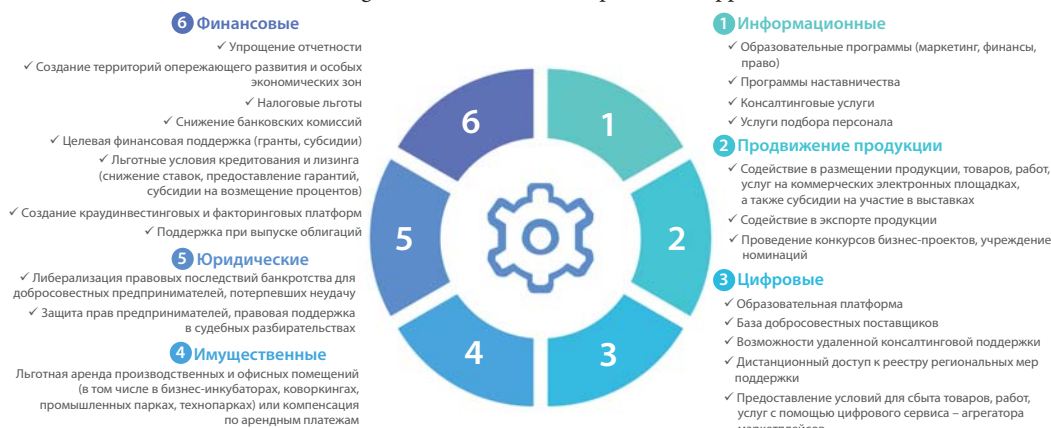 6 Финансовые
✓ Упрощение отчетности
✓ Создание территорий опережающего развития и особых
экономических зон
✓ Налоговые льготы
✓ Снижение банковских комиссий
✓ Целевая финансовая поддержка (гранты, субсидии)
✓ Льготные условия кредитования и лизинга
(снижение ставок, предоставление гарантий,
субсидии на возмещение процентов)
✓ Создание краудинвестинговых и факторинговых платформ
✓ Поддержка при выпуске облигаций
5 Юридические
✓ Либерализация правовых последствий банкротства для
добросовестных предпринимателей, потерпевших неудачу
✓ Защита прав предпринимателей, правовая поддержка
в судебных разбирательствах
4 Имущественные
Льготная аренда производственных и офисных помещений
(в том числе в бизнес-инкубаторах, коворкингах,
промышленных парках, технопарках) или компенсация
по арендным платежам
6
1
5
2
4
3
1 Информационные
✓ Образовательные программы (маркетинг, финансы,
право)
✓ Программы наставничества
✓ Консалтинговые услуги
✓ Услуги подбора персонала
2 Продвижение продукции
✓ Содействие в размещении продукции, товаров, работ,
услуг на коммерческих электронных площадках,
а также субсидии на участие в выставках
✓ Содействие в экспорте продукции
✓ Проведение конкурсов бизнес-проектов, учреждение
номинаций
3 Цифровые
✓ Образовательная платформа
✓ База добросовестных поставщиков
✓ Возможности удаленной консалтинговой поддержки
✓ Дистанционный доступ к реестру региональных мер
поддержки
✓ Предоставление условий для сбыта товаров, работ,
услуг с помощью цифрового сервиса – агрегатора
маркетплейсов